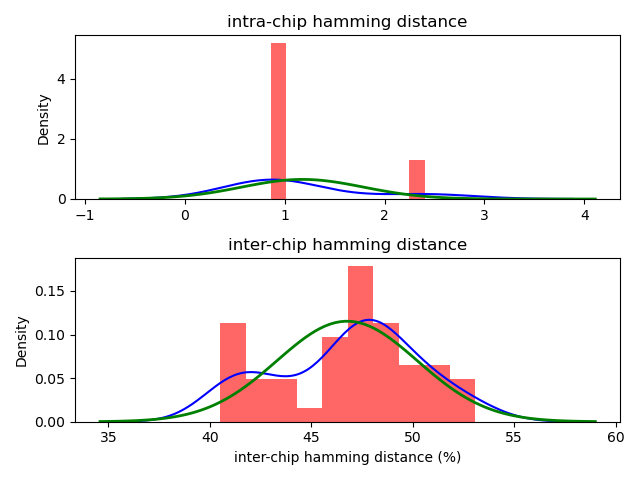 intra-chip hamming distance
Density
4
2
0
−1 0 1 2 3 4
inter-chip hamming distance
Density
0.15
0.10
0.05
0.00
35 40 45 50 55 60
inter-chip hamming distance (%)